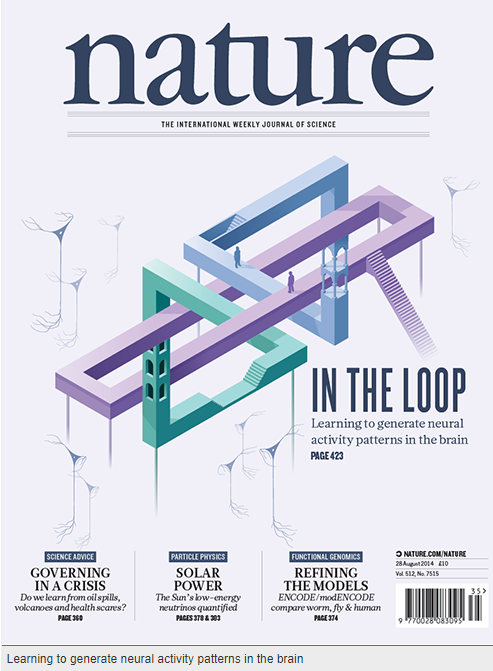 nature
THE INTERNATIONAL WEEKLY JOURNAL OF SCIENCE
IN THE LOOP
Learning to generate neural
activity patterns in the brain
PAGE 423
SCIENCE ADVICE
GOVERNING
IN A CRISIS
Do we learn from oil spills,
volcanoes and health scares?
PAGE 360
PARTICLE PHYSICS
SOLAR
POWER
The Sun's low-energy
neutrinos quantified
PAGES 378 & 383
FUNCTIONAL GENOMICS
REFINING
THE MODELS
ENCODE/modENCODE
compare worm, fly & human
PAGE 374
NATURE.COM/NATURE
28 August 2014 £10
Vol. 512, No. 7515
35
9 770028 083095
Learning to generate neural activity patterns in the brain